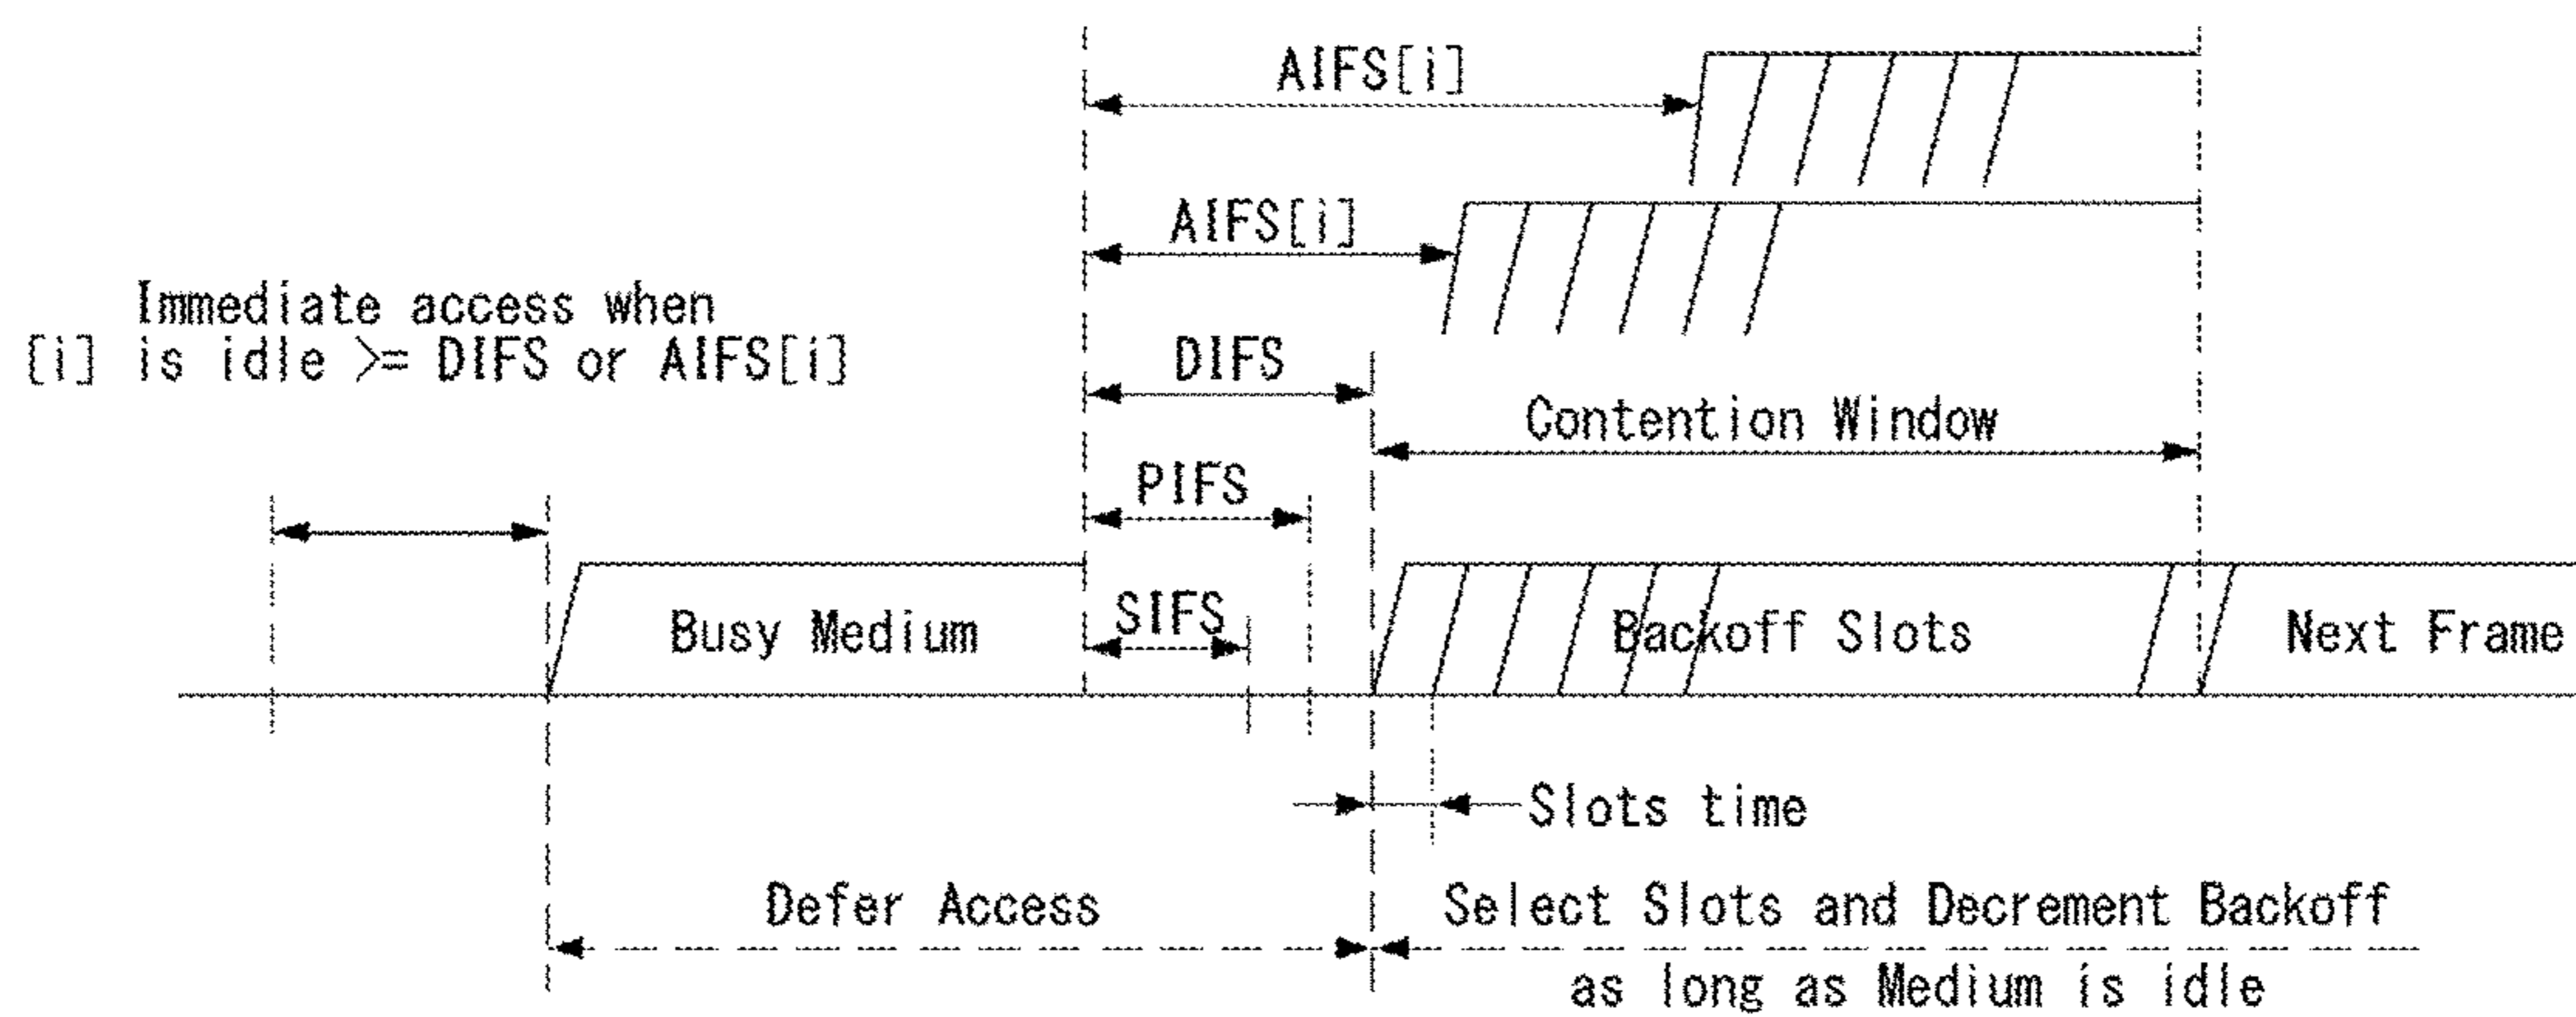 AIFS[i]
AIFS[i]
Immediate access when
[i] is idle >= DIFS or AIFS[i]
DIFS
Contention Window
PIFS
SIFS
Busy Medium
Backoff Slots
Next Frame
Slots time
Defer Access
Select Slots and Decrement Backoff
as long as Medium is idle